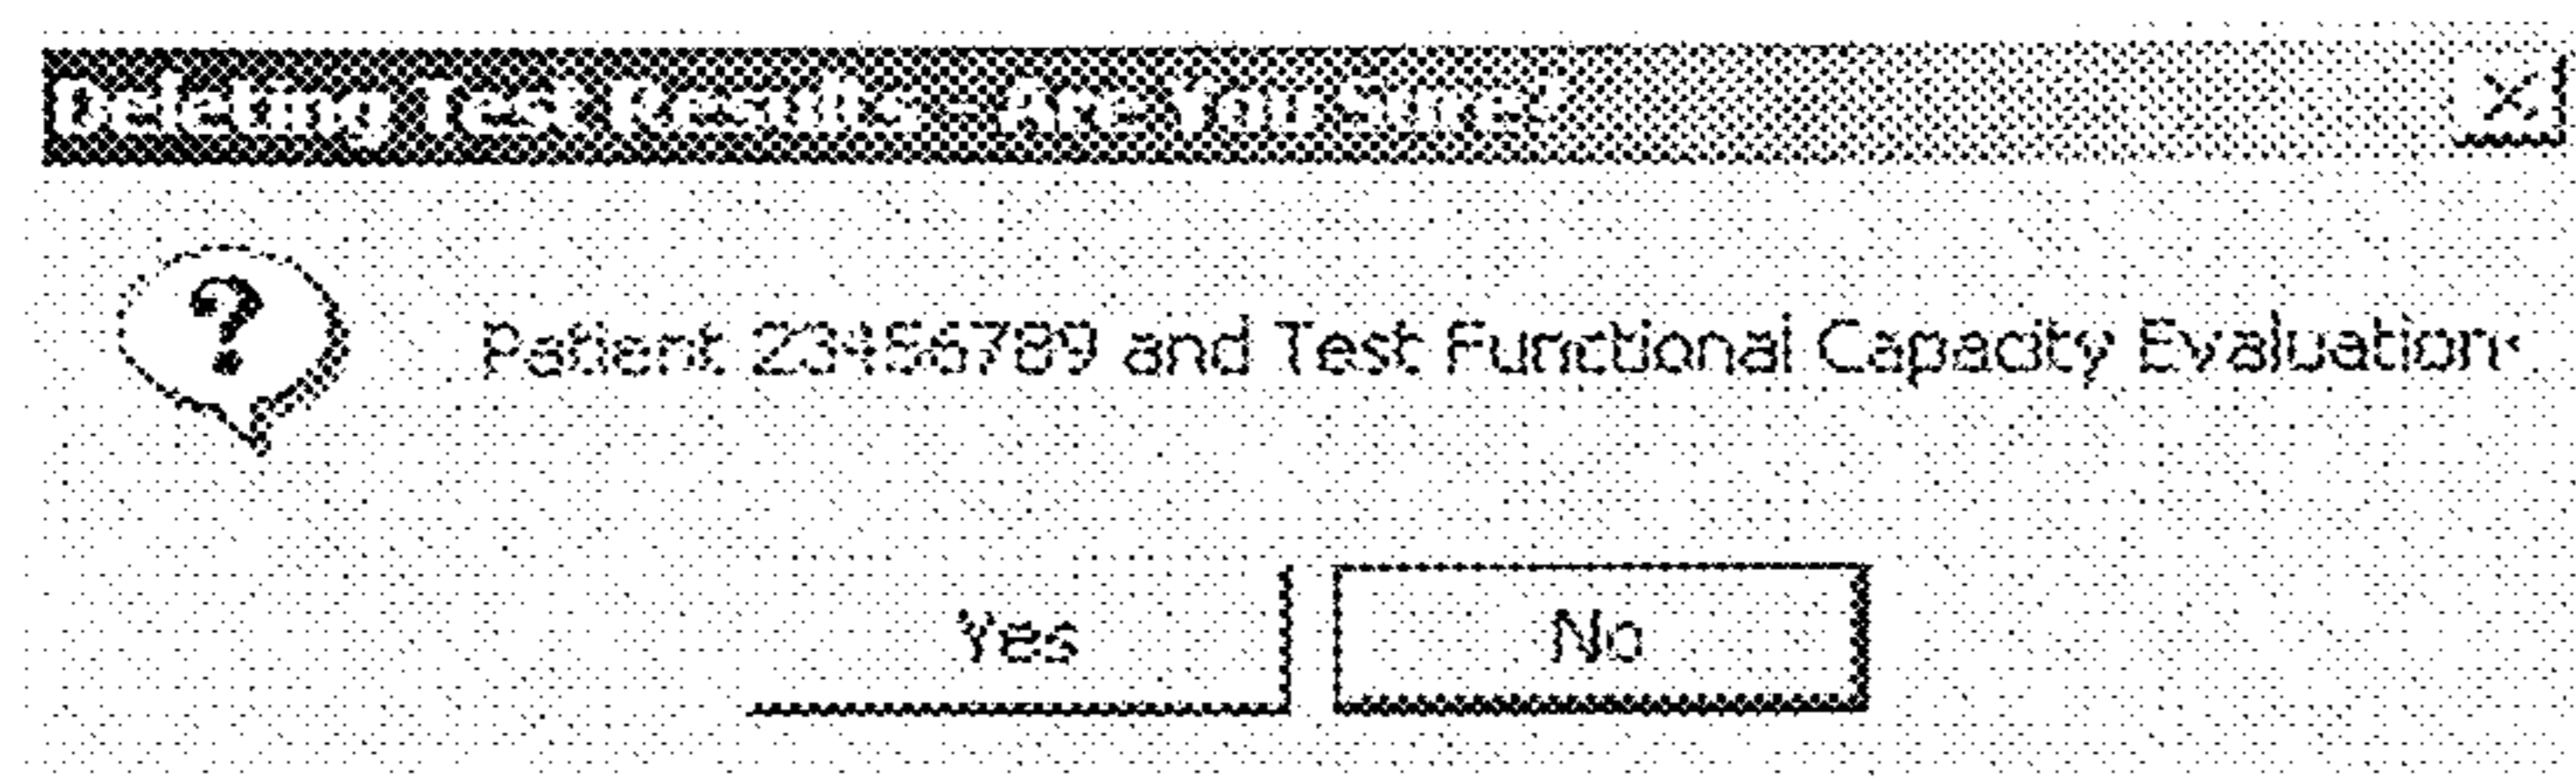 Deleting Test Results - Are You Sure?
?
Patient 23456789 and Test Functional Capacity Evaluation
Yes
No